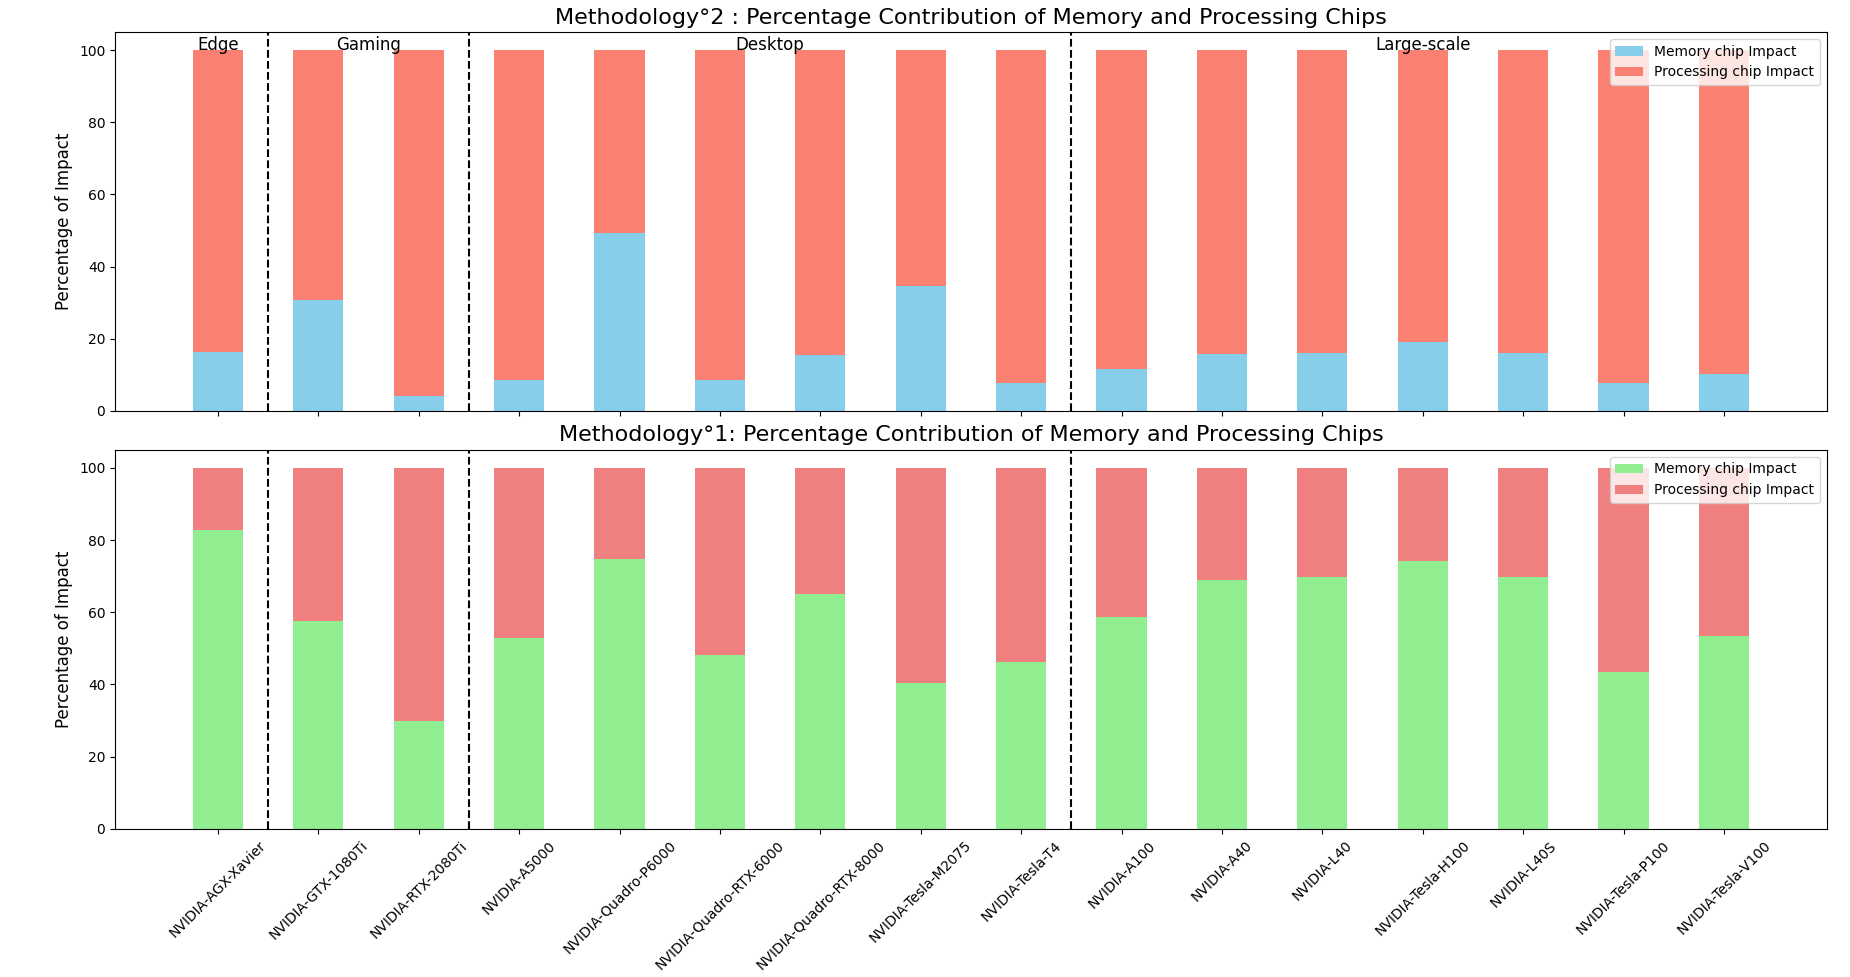 Methodology°2 : Percentage Contribution of Memory and Processing Chips
Edge
Gaming
Desktop
Large-scale
Memory chip Impact
Processing chip Impact
Percentage of Impact
100
80
60
40
20
0
Methodology°1: Percentage Contribution of Memory and Processing Chips
Memory chip Impact
Processing chip Impact
Percentage of Impact
100
80
60
40
20
0
NVIDIA-AGX-Xavier
NVIDIA-GTX-1080Ti
NVIDIA-RTX-2080Ti
NVIDIA-A5000
NVIDIA-Quadro-P6000
NVIDIA-Quadro-RTX-6000
NVIDIA-Quadro-RTX-8000
NVIDIA-Tesla-M2075
NVIDIA-Tesla-T4
NVIDIA-A100
NVIDIA-A40
NVIDIA-L40
NVIDIA-Tesla-H100
NVIDIA-L40S
NVIDIA-Tesla-P100
NVIDIA-Tesla-V100